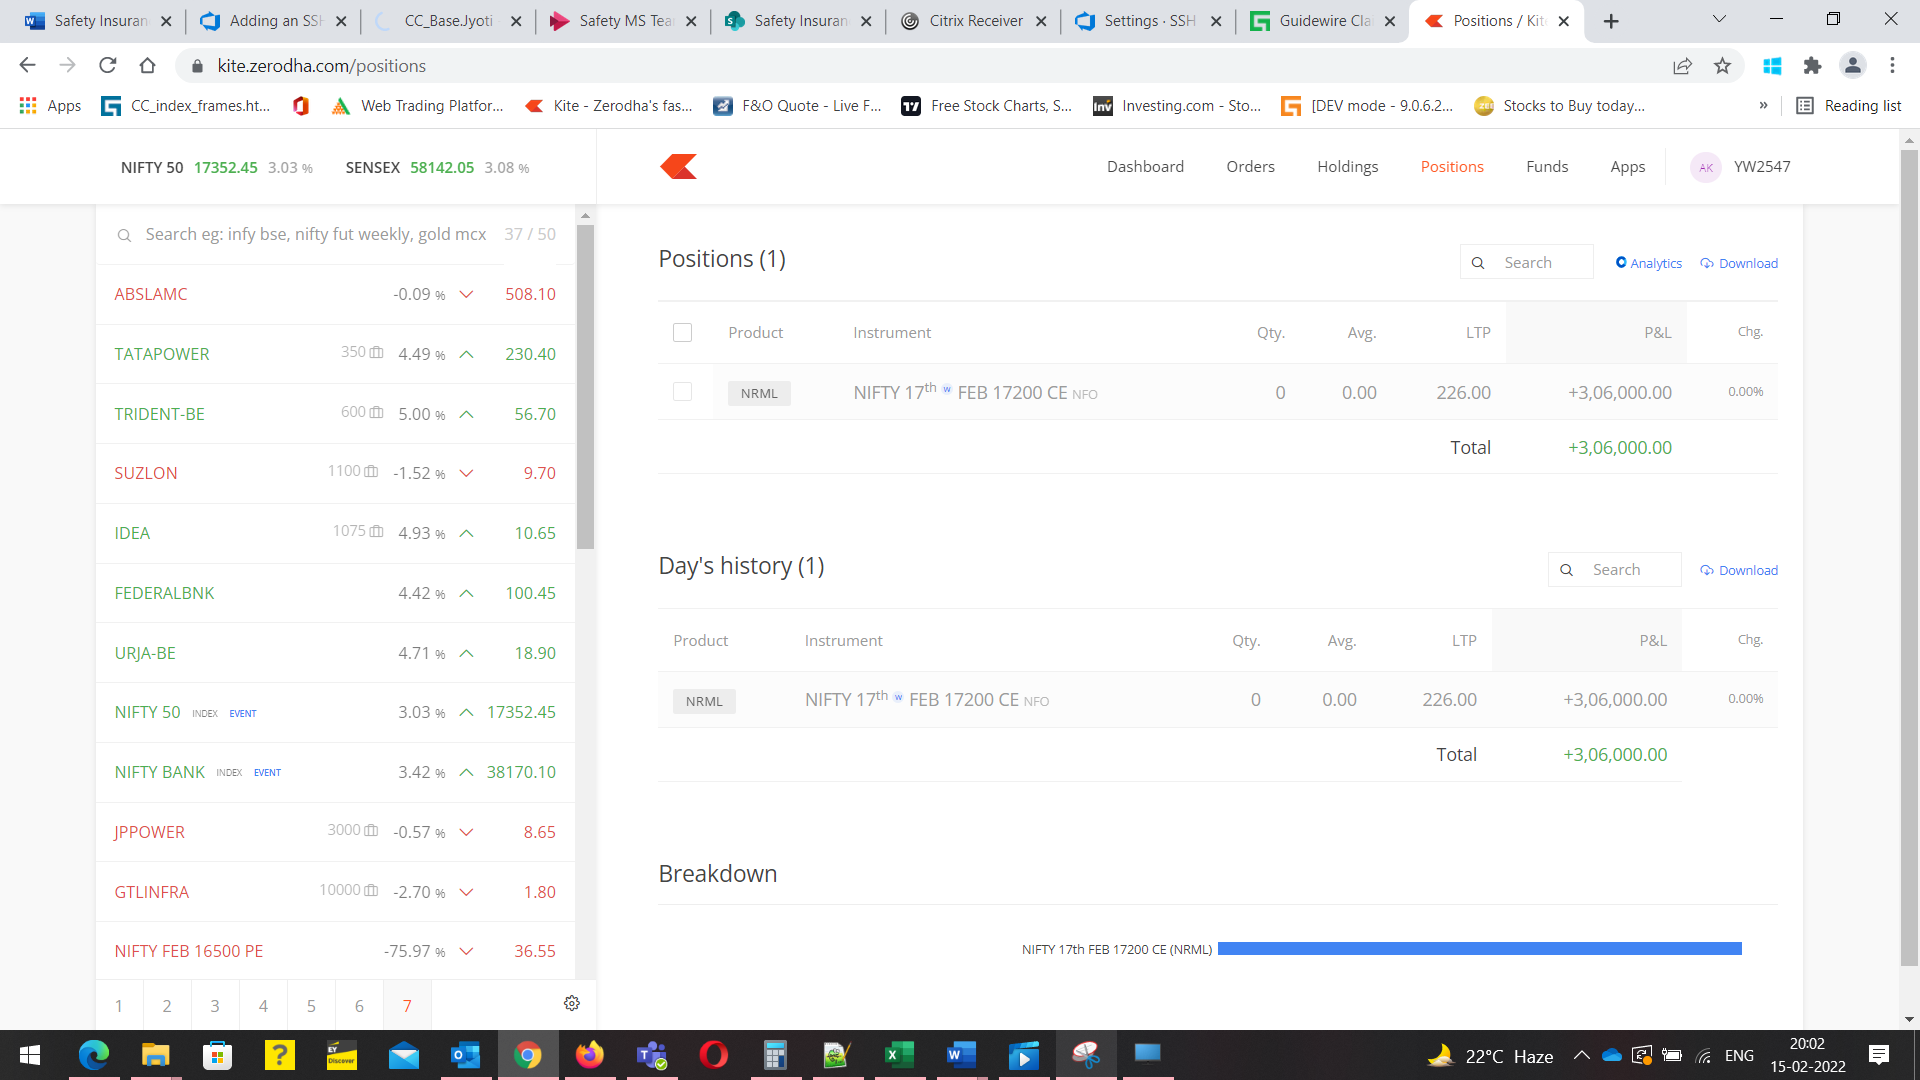 Safety Insuran
Adding an SSH
CC_Base.Jyoti
Safety MS Tea
Safety Insuran
Citrix Receiver
Settings · SSH
Guidewire Cla
Positions / Kite
kite.zerodha.com/positions
Apps
CC_index_frames.ht...
Web Trading Platfor...
Kite - Zerodha's fas...
F&O Quote - Live F...
Free Stock Charts, S...
Investing.com - Sto...
[DEV mode - 9.0.6.2...
Stocks to Buy today...
»
Reading list
NIFTY 50 17352.45 3.03 %
SENSEX 58142.05 3.08 %
Dashboard
Orders
Holdings
Positions
Funds
Apps
AK
YW2547
Search eg: infy bse, nifty fut weekly, gold mcx 37 / 50
ABSLAMC -0.09 % 508.10
TATAPOWER 350 4.49 % 230.40
TRIDENT-BE 600 5.00 % 56.70
SUZLON 1100 -1.52 % 9.70
IDEA 1075 4.93 % 10.65
FEDERALBNK 4.42 % 100.45
URJA-BE 4.71 % 18.90
NIFTY 50 INDEX EVENT 3.03 % 17352.45
NIFTY BANK INDEX EVENT 3.42 % 38170.10
JPPOWER 3000 -0.57 % 8.65
GTLINFRA 10000 -2.70 % 1.80
NIFTY FEB 16500 PE -75.97 % 36.55
1 2 3 4 5 6 7
Positions (1)
Search
Analytics
Download
Product Instrument Qty. Avg. LTP P&L Chg.
NRML NIFTY 17th w FEB 17200 CE NFO 0 0.00 226.00 +3,06,000.00 0.00%
Total +3,06,000.00
Day's history (1)
Search
Download
Product Instrument Qty. Avg. LTP P&L Chg.
NRML NIFTY 17th w FEB 17200 CE NFO 0 0.00 226.00 +3,06,000.00 0.00%
Total +3,06,000.00
Breakdown
NIFTY 17th FEB 17200 CE (NRML)
EY
Discover
22°C Haze
ENG
20:02
15-02-2022